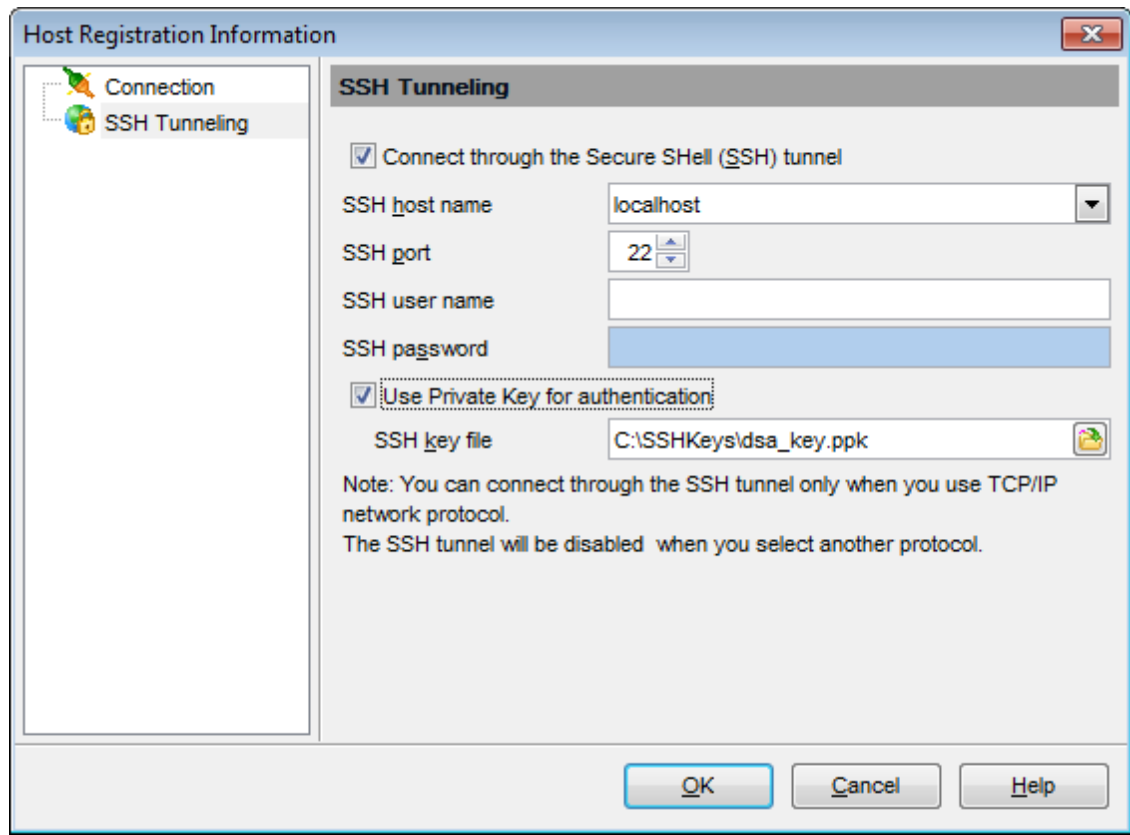 Host Registration Information
Connection
SSH Tunneling
SSH Tunneling
Connect through the Secure SHell (SSH) tunnel
SSH host name localhost
SSH port 22
SSH user name
SSH password
Use Private Key for authentication
SSH key file C:\SSHKeys\dsa_key.ppk
Note: You can connect through the SSH tunnel only when you use TCP/IP
network protocol.
The SSH tunnel will be disabled  when you select another protocol.
OK Cancel Help